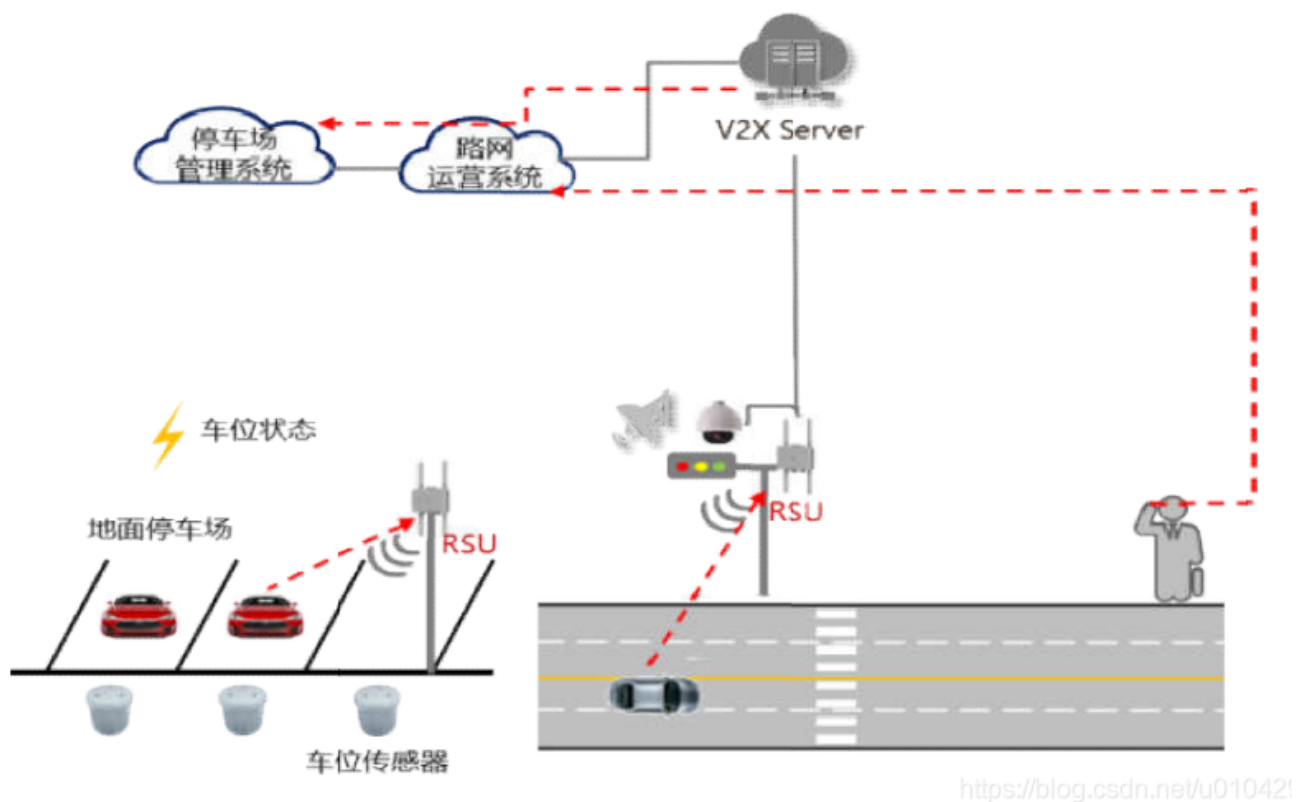 V2X Server
停车场
管理系统
路网
运营系统
车位状态
地面停车场
RSU
RSU
车位传感器
https://blog.csdn.net/u010429